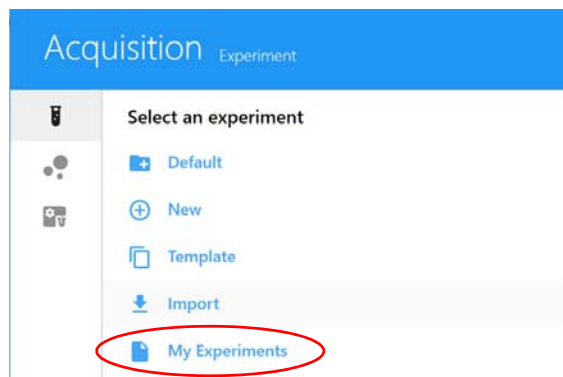 Acquisition Experiment
Select an experiment
Default
New
Template
Import
My Experiments